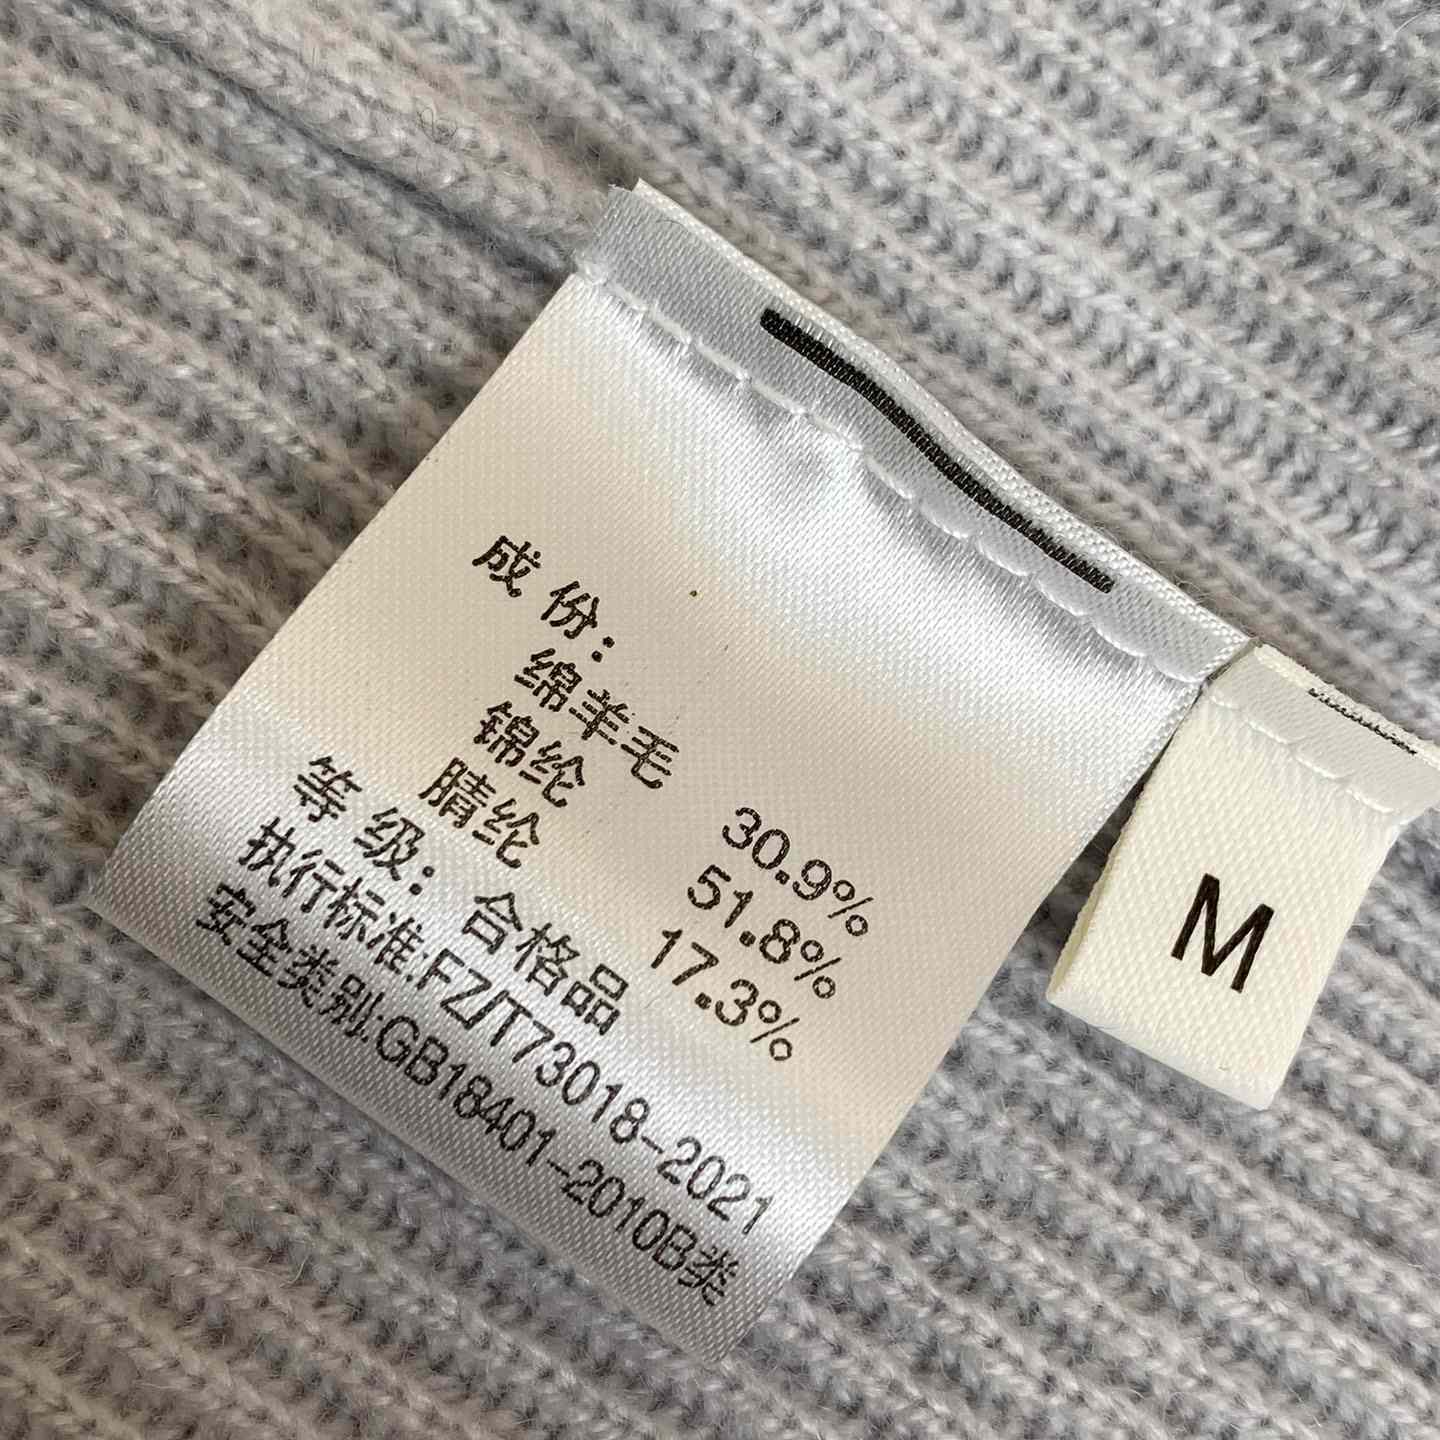 成 份：
绵羊毛 30.9%
锦纶 51.8%
腈纶 17.3%
等 级：合格品
执行标准:FZ/T73018-2021
安全类别:GB18401-2010B类
M